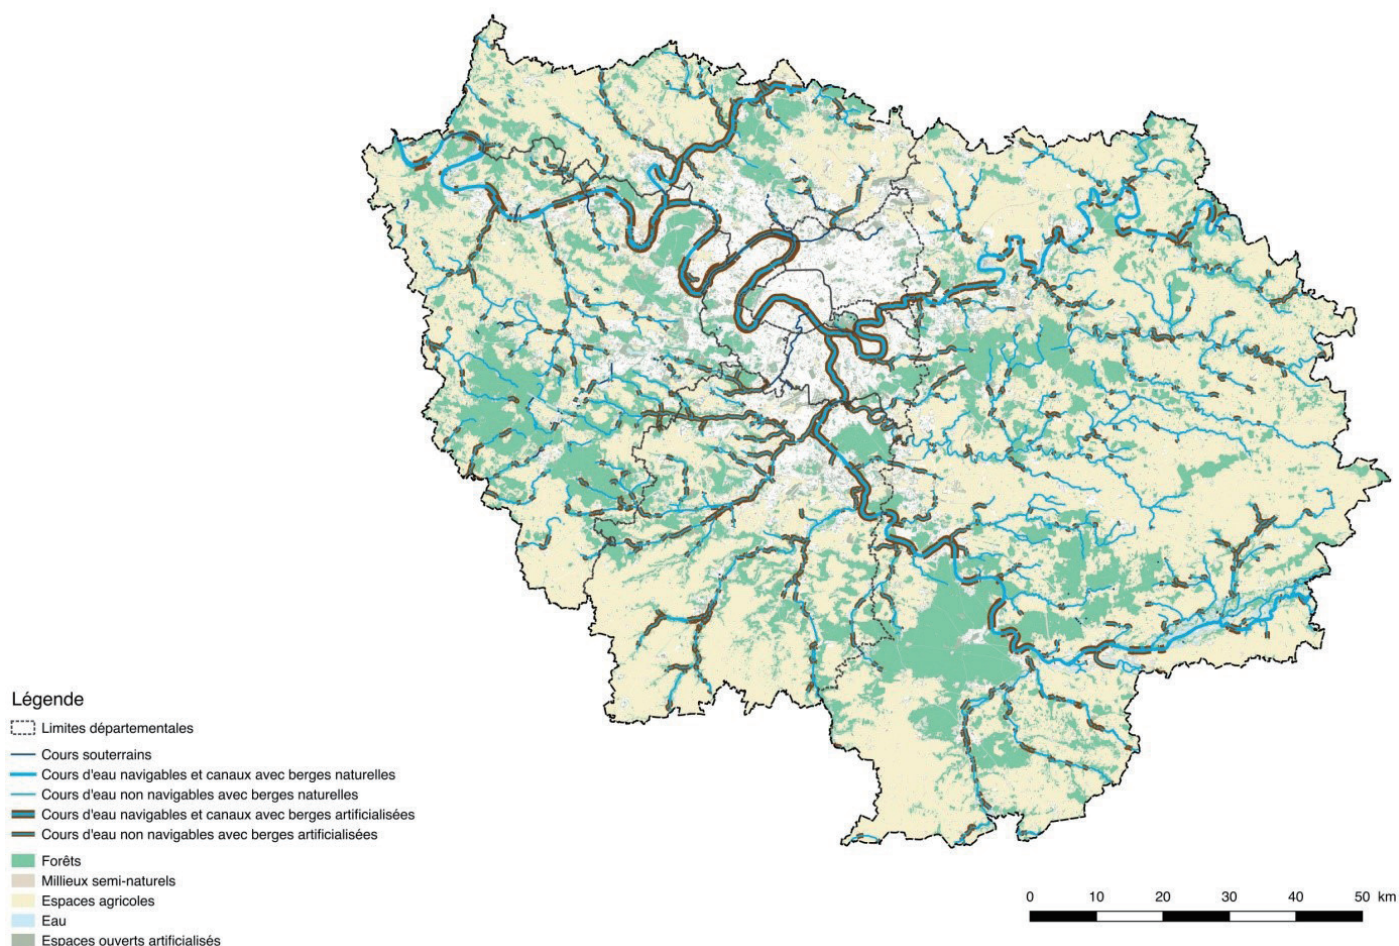 Légende
Limites départementales
Cours souterrains
Cours d'eau navigables et canaux avec berges naturelles
Cours d'eau non navigables avec berges naturelles
Cours d'eau navigables et canaux avec berges artificialisées
Cours d'eau non navigables avec berges artificialisées
Forêts
Millieux semi-naturels
Espaces agricoles
Eau
Espaces ouverts artificialisés
0 10 20 30 40 50 km